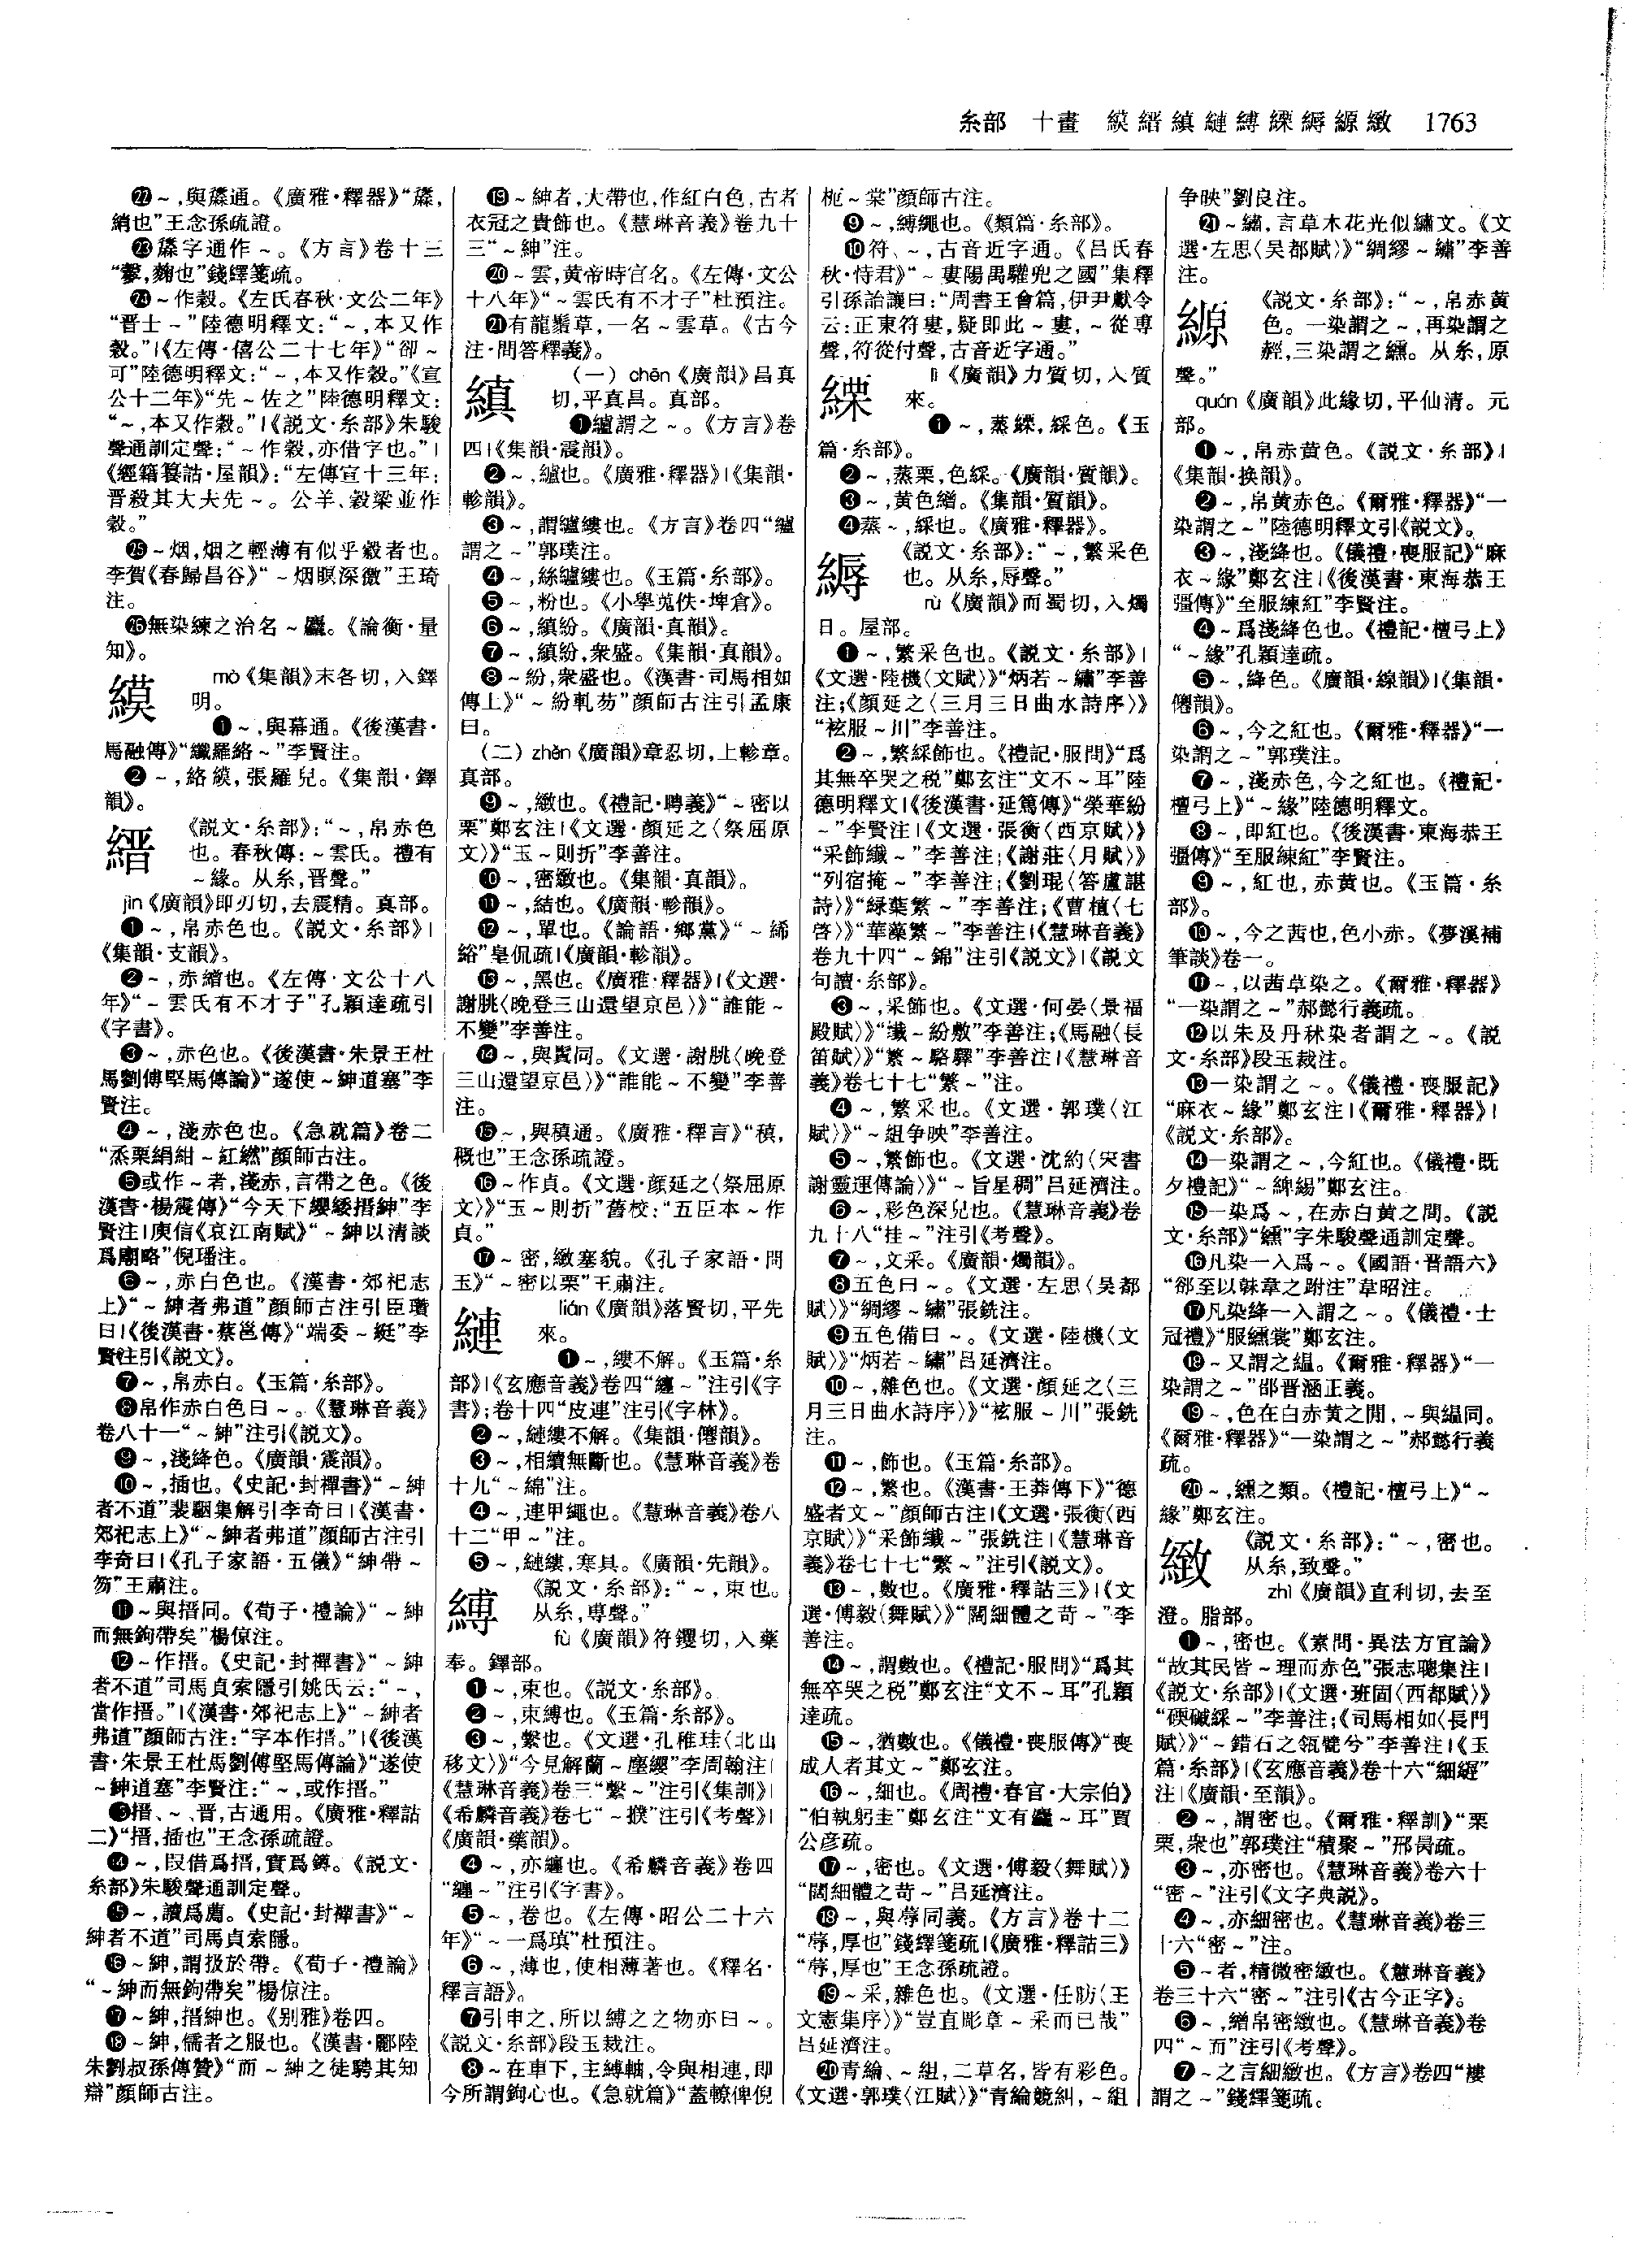 糸部　十畫　縸縉縝縺縛縲縟縓緻　1763
㉒～,與䕨通。《廣雅·釋器》“䕨,
綃也”王念孫疏證。
字通作～。《方言》卷十三
錢繹箋疏。
㉔～作穀。《左氏春秋·文公二年》
“晋士～”陸德明釋文:“～,本又作
穀。”|《左傳·僖公二十七年》“卻～
可”陸德明釋文:“～,本又作穀。”《宣
公十二年》“先～佐之”陸德明釋文:
“～,本又作穀。”|《説文·糸部》朱駿
聲通訓定聲:“～作穀,亦借字也。”|
《經籍籑詁·屋韻》:“左傳宣十三年:
晋殺其大夫先～。公羊、穀梁並作
穀。”
㉕～烟,烟之輕薄有似乎縠者也。
李賀《春歸昌谷》“～烟暝深徼”王琦
注。
㉖無染練之治名～麤。《論衡·量
知》。
縸
mò《集韻》末各切,入鐸
明。
❶～,與幕通。《後漢書·
馬融傳》“纖羅絡～”李賢注。
❷～,絡縸,張羅皃。《集韻·鐸
韻》。
縉
《説文·糸部》:“～,帛赤色
也。春秋傳:～雲氏。禮有
～緣。从糸,晋聲。”
jìn《廣韻》即刃切,去震精。真部。
❶～,帛赤色也。《説文·糸部》|
《集韻·支韻》。
❷～,赤繒也。《左傳·文公十八
年》“～雲氏有不才子”孔穎達疏引
《字書》。
❸～,赤色也。《後漢書·朱景王杜
馬劉傅堅馬傳論》“遂使～紳道塞”李
賢注。
❹～,淺赤色也。《急就篇》卷二
“烝栗絹紺～紅繎”顔師古注。
❺或作～者,淺赤,言帶之色。《後
漢書·楊震傳》“今天下纓緌搢紳”李
賢注|庾信《哀江南賦》“～紳以清談
爲廟略”倪璠注。
❻～,赤白色也。《漢書·郊祀志
上》“～紳者弗道”顔師古注引臣瓚
曰|《後漢書·蔡邕傳》“端委～綎”李
賢注引《説文》。
❼～,帛赤白。《玉篇·糸部》。
❽帛作赤白色曰～。《慧琳音義》
卷八十一“～紳”注引《説文》。
❾～,淺絳色。《廣韻·震韻》。
❿～,插也。《史記·封禪書》“～紳
者不道”裴駰集解引李奇曰|《漢書·
郊祀志上》“～紳者弗道”顔師古注引
李奇曰|《孔子家語·五儀》“紳帶～
笏”王肅注。
⓫～與搢同。《荀子·禮論》“～紳
而無鉤帶矣”楊倞注。
⓬～作搢。《史記·封禪書》“～紳
者不道”司馬貞索隱引姚氏云:“～,
當作搢。”|《漢書·郊祀志上》“～紳者
弗道”顔師古注:“字本作搢。”|《後漢
書·朱景王杜馬劉傅堅馬傳論》“遂使
～紳道塞”李賢注:“～,或作搢。”
⓭搢、～、晋,古通用。《廣雅·釋詁
二》“搢,插也”王念孫疏證。
⓮～,叚借爲搢,實爲鐏。《説文·
糸部》朱駿聲通訓定聲。
⓯～,讀爲薦。《史記·封禪書》“～
紳者不道”司馬貞索隱。
⓰～紳,謂扱於帶。《荀子·禮論》
“～紳而無鉤帶矣”楊倞注。
⓱～紳,搢紳也。《别雅》卷四。
⓲～紳,儒者之服也。《漢書·酈陸
朱劉叔孫傳贊》“而～紳之徒騁其知
辯”顔師古注。
⓳～紳者,大帶也,作紅白色,古者
衣冠之貴飾也。《慧琳音義》卷九十
三“～紳”注。
⓴～雲,黄帝時官名。《左傳·文公
十八年》“～雲氏有不才子”杜預注。
㉑有龍鬚草,一名～雲草。《古今
注·問答釋義》。
縝
（一）chēn《廣韻》昌真
切,平真昌。真部。
❶纑謂之～。《方言》卷
四|《集韻·震韻》。
❷～,纑也。《廣雅·釋器》|《集韻·
軫韻》。
❸～,謂纑縷也。《方言》卷四“纑
謂之～”郭璞注。
❹～,絲纑縷也。《玉篇·糸部》。
❺～,粉也。《小學蒐佚·埤倉》。
❻～,縝紛。《廣韻·真韻》。
❼～,縝紛,衆盛。《集韻·真韻》。
❽～紛,衆盛也。《漢書·司馬相如
傳上》“～紛軋芴”顔師古注引孟康
曰。
（二）zhěn《廣韻》章忍切,上軫章。
真部。
❾～,緻也。《禮記·聘義》“～密以
栗”鄭玄注|《文選·顔延之〈祭屈原
文〉》“玉～則折”李善注。
❿～,密緻也。《集韻·真韻》。
⓫～,結也。《廣韻·軫韻》。
⓬～,單也。《論語·鄉黨》“～絺
綌”皇侃疏|《廣韻·軫韻》。
⓭～,黑也。《廣雅·釋器》|《文選·
謝朓〈晚登三山還望京邑〉》“誰能～
不變”李善注。
⓮～,與鬒同。《文選·謝朓〈晚登
三山還望京邑〉》“誰能～不變”李善
注。
⓯～,與稹通。《廣雅·釋言》“稹,
穊也”王念孫疏證。
⓰～作貞。《文選·顔延之〈祭屈原
文〉》“玉～則折”舊校:“五臣本～作
貞。”
⓱～密,緻塞貌。《孔子家語·問
玉》“～密以栗”王肅注。
縺
lián《廣韻》落賢切,平先
來。
❶～,縷不解。《玉篇·糸
部》|《玄應音義》卷四“纏～”注引《字
書》;卷十四“皮連”注引《字林》。
❷～,縺縷不解。《集韻·僊韻》。
❸～,相續無斷也。《慧琳音義》卷
十九“～綿”注。
❹～,連甲繩也。《慧琳音義》卷八
十二“甲～”注。
❺～,縺縷,寒具。《廣韻·先韻》。
縛
《説文·糸部》:“～,束也。
从糸,尃聲。”
fù《廣韻》符钁切,入藥
奉。鐸部。
❶～,束也。《説文·糸部》。
❷～,束縛也。《玉篇·糸部》。
❸～,繫也。《文選·孔稚珪〈北山
移文〉》“今見解蘭～塵纓”李周翰注|
《慧琳音義》卷三“繫～”注引《集訓》|
《希麟音義》卷七“～撲”注引《考聲》|
《廣韻·藥韻》。
❹～,亦纏也。《希麟音義》卷四
“纏～”注引《字書》。
❺～,卷也。《左傳·昭公二十六
年》“～一爲瑱”杜預注。
❻～,薄也,使相薄著也。《釋名·
釋言語》。
❼引申之,所以縛之之物亦曰～。
《説文·糸部》段玉裁注。
❽～在車下,主縛軸,令與相連,即
今所謂鉤心也。《急就篇》“蓋轑俾倪
枙～棠”顔師古注。
❾～,縛繩也。《類篇·糸部》。
❿符、～,古音近字通。《吕氏春
秋·恃君》“～婁陽禺驩兜之國”集釋
引孫詒讓曰:“周書王會篇,伊尹獻令
云:正東符婁,疑即此～婁,～從尃
聲,符從付聲,古音近字通。”
䌤
lì《廣韻》力質切,入質
來。
❶～,蒸䌤,綵色。《玉
篇·糸部》。
❷～,蒸栗,色綵。《廣韻·質韻》。
❸～,黄色繒。《集韻·質韻》。
❹蒸～,綵也。《廣雅·釋器》。
縟
《説文·糸部》:“～,繁采色
也。从糸,辱聲。”
rù《廣韻》而蜀切,入燭
日。屋部。
❶～,繁采色也。《説文·糸部》|
《文選·陸機〈文賦〉》“炳若～繡”李善
注;《顔延之〈三月三日曲水詩序〉》
“袨服～川”李善注。
❷～,繁綵飾也。《禮記·服問》“爲
其無卒哭之税”鄭玄注“文不～耳”陸
德明釋文|《後漢書·延篤傳》“榮華紛
～”李賢注|《文選·張衡〈西京賦〉》
“采飾纖～”李善注;《謝莊〈月賦〉》
“列宿掩～”李善注;《劉琨〈答盧諶
詩〉》“緑葉繁～”李善注;《曹植〈七
啓〉》“華藻繁～”李善注|《慧琳音義》
卷九十四“～錦”注引《説文》|《説文
句讀·糸部》。
❸～,采飾也。《文選·何晏〈景福
殿賦〉》“纖～紛敷”李善注;《馬融〈長
笛賦〉》“繁～駱驛”李善注|《慧琳音
義》卷七十七“繁～”注。
❹～,繁采也。《文選·郭璞〈江
賦〉》“～組争映”李善注。
❺～,繁飾也。《文選·沈約〈宋書
謝靈運傳論〉》“～旨星稠”吕延濟注。
❻～,彩色深皃也。《慧琳音義》卷
九十八“挂～”注引《考聲》。
❼～,文采。《廣韻·燭韻》。
❽五色曰～。《文選·左思〈吴都
賦〉》“綢繆～繡”張銑注。
❾五色備曰～。《文選·陸機〈文
賦〉》“炳若～繡”吕延濟注。
❿～,雜色也。《文選·顔延之〈三
月三日曲水詩序〉》“袨服～川”張銑
注。
⓫～,飾也。《玉篇·糸部》。
⓬～,繁也。《漢書·王莽傳下》“德
盛者文～”顔師古注|《文選·張衡〈西
京賦〉》“采飾纖～”張銑注|《慧琳音
義》卷七十七“繁～”注引《説文》。
⓭～,數也。《廣雅·釋詁三》|《文
選·傅毅〈舞賦〉》“闊細體之苛～”李
善注。
⓮～,謂數也。《禮記·服問》“爲其
無卒哭之税”鄭玄注“文不～耳”孔穎
達疏。
⓯～,猶數也。《儀禮·喪服傳》“喪
成人者其文～”鄭玄注。
⓰～,細也。《周禮·春官·大宗伯》
“伯執躬圭”鄭玄注“文有麤～耳”賈
公彦疏。
⓱～,密也。《文選·傅毅〈舞賦〉》
“闊細體之苛～”吕延濟注。
⓲～,與蓐同義。《方言》卷十二
“蓐,厚也”錢繹箋疏|《廣雅·釋詁三》
“蓐,厚也”王念孫疏證。
⓳～采,雜色也。《文選·任昉〈王
文憲集序〉》“豈直彫章～采而已哉”
吕延濟注。
⓴青綸、～組,二草名,皆有彩色。
《文選·郭璞〈江賦〉》“青綸競糾,～組
争映”劉良注。
㉑～繡,言草木花光似繡文。《文
選·左思〈吴都賦〉》“綢繆～繡”李善
注。
縓
《説文·糸部》:“～,帛赤黄
色。一染謂之～,再染謂之
䞓,三染謂之纁。从糸,原
聲。”
quán《廣韻》此緣切,平仙清。元
部。
❶～,帛赤黄色。《説文·糸部》|
《集韻·换韻》。
❷～,帛黄赤色。《爾雅·釋器》“一
染謂之～”陸德明釋文引《説文》。
❸～,淺絳也。《儀禮·喪服記》“麻
衣～緣”鄭玄注|《後漢書·東海恭王
彊傳》“至服練紅”李賢注。
❹～爲淺絳色也。《禮記·檀弓上》
“～緣”孔穎達疏。
❺～,絳色。《廣韻·線韻》|《集韻·
僊韻》。
❻～,今之紅也。《爾雅·釋器》“一
染謂之～”郭璞注。
❼～,淺赤色,今之紅也。《禮記·
檀弓上》“～緣”陸德明釋文。
❽～,即紅也。《後漢書·東海恭王
彊傳》“至服練紅”李賢注。
❾～,紅也,赤黄也。《玉篇·糸
部》。
❿～,今之茜也,色小赤。《夢溪補
筆談》卷一。
⓫～,以茜草染之。《爾雅·釋器》
“一染謂之～”郝懿行義疏。
⓬以朱及丹秫染者謂之～。《説
文·糸部》段玉裁注。
⓭一染謂之～。《儀禮·喪服記》
“麻衣～緣”鄭玄注|《爾雅·釋器》|
《説文·糸部》。
⓮一染謂之～,今紅也。《儀禮·既
夕禮記》“～綼緆”鄭玄注。
⓯一染爲～,在赤白黄之間。《説
文·糸部》“纁”字朱駿聲通訓定聲。
⓰凡染一入爲～。《國語·晋語六》
“郤至以韎韋之跗注”韋昭注。
⓱凡染絳一入謂之～。《儀禮·士
冠禮》“服纁裳”鄭玄注。
⓲～又謂之緼。《爾雅·釋器》“一
染謂之～”邵晋涵正義。
⓳～,色在白赤黄之間,～與緼同。
《爾雅·釋器》“一染謂之～”郝懿行義
疏。
⓴～,纁之類。《禮記·檀弓上》“～
緣”鄭玄注。
緻
《説文·糸部》:“～,密也。
从糸,致聲。”
zhì《廣韻》直利切,去至
澄。脂部。
❶～,密也。《素問·異法方宜論》
“故其民皆～理而赤色”張志聰集注|
《説文·糸部》|《文選·班固〈西都賦〉》
“碝磩綵～”李善注;《司馬相如〈長門
賦〉》“～錯石之瓴甓兮”李善注|《玉
篇·糸部》|《玄應音義》卷十六“細緻”
注|《廣韻·至韻》。
❷～,謂密也。《爾雅·釋訓》“栗
栗,衆也”郭璞注“積聚～”邢昺疏。
❸～,亦密也。《慧琳音義》卷六十
“密～”注引《文字典説》。
❹～,亦細密也。《慧琳音義》卷三
十六“密～”注。
❺～者,精微密緻也。《慧琳音義》
卷三十六“密～”注引《古今正字》。
❻～,繒帛密緻也。《慧琳音義》卷
四“～而”注引《考聲》。
❼～之言細緻也。《方言》卷四“褸
謂之～”錢繹箋疏。